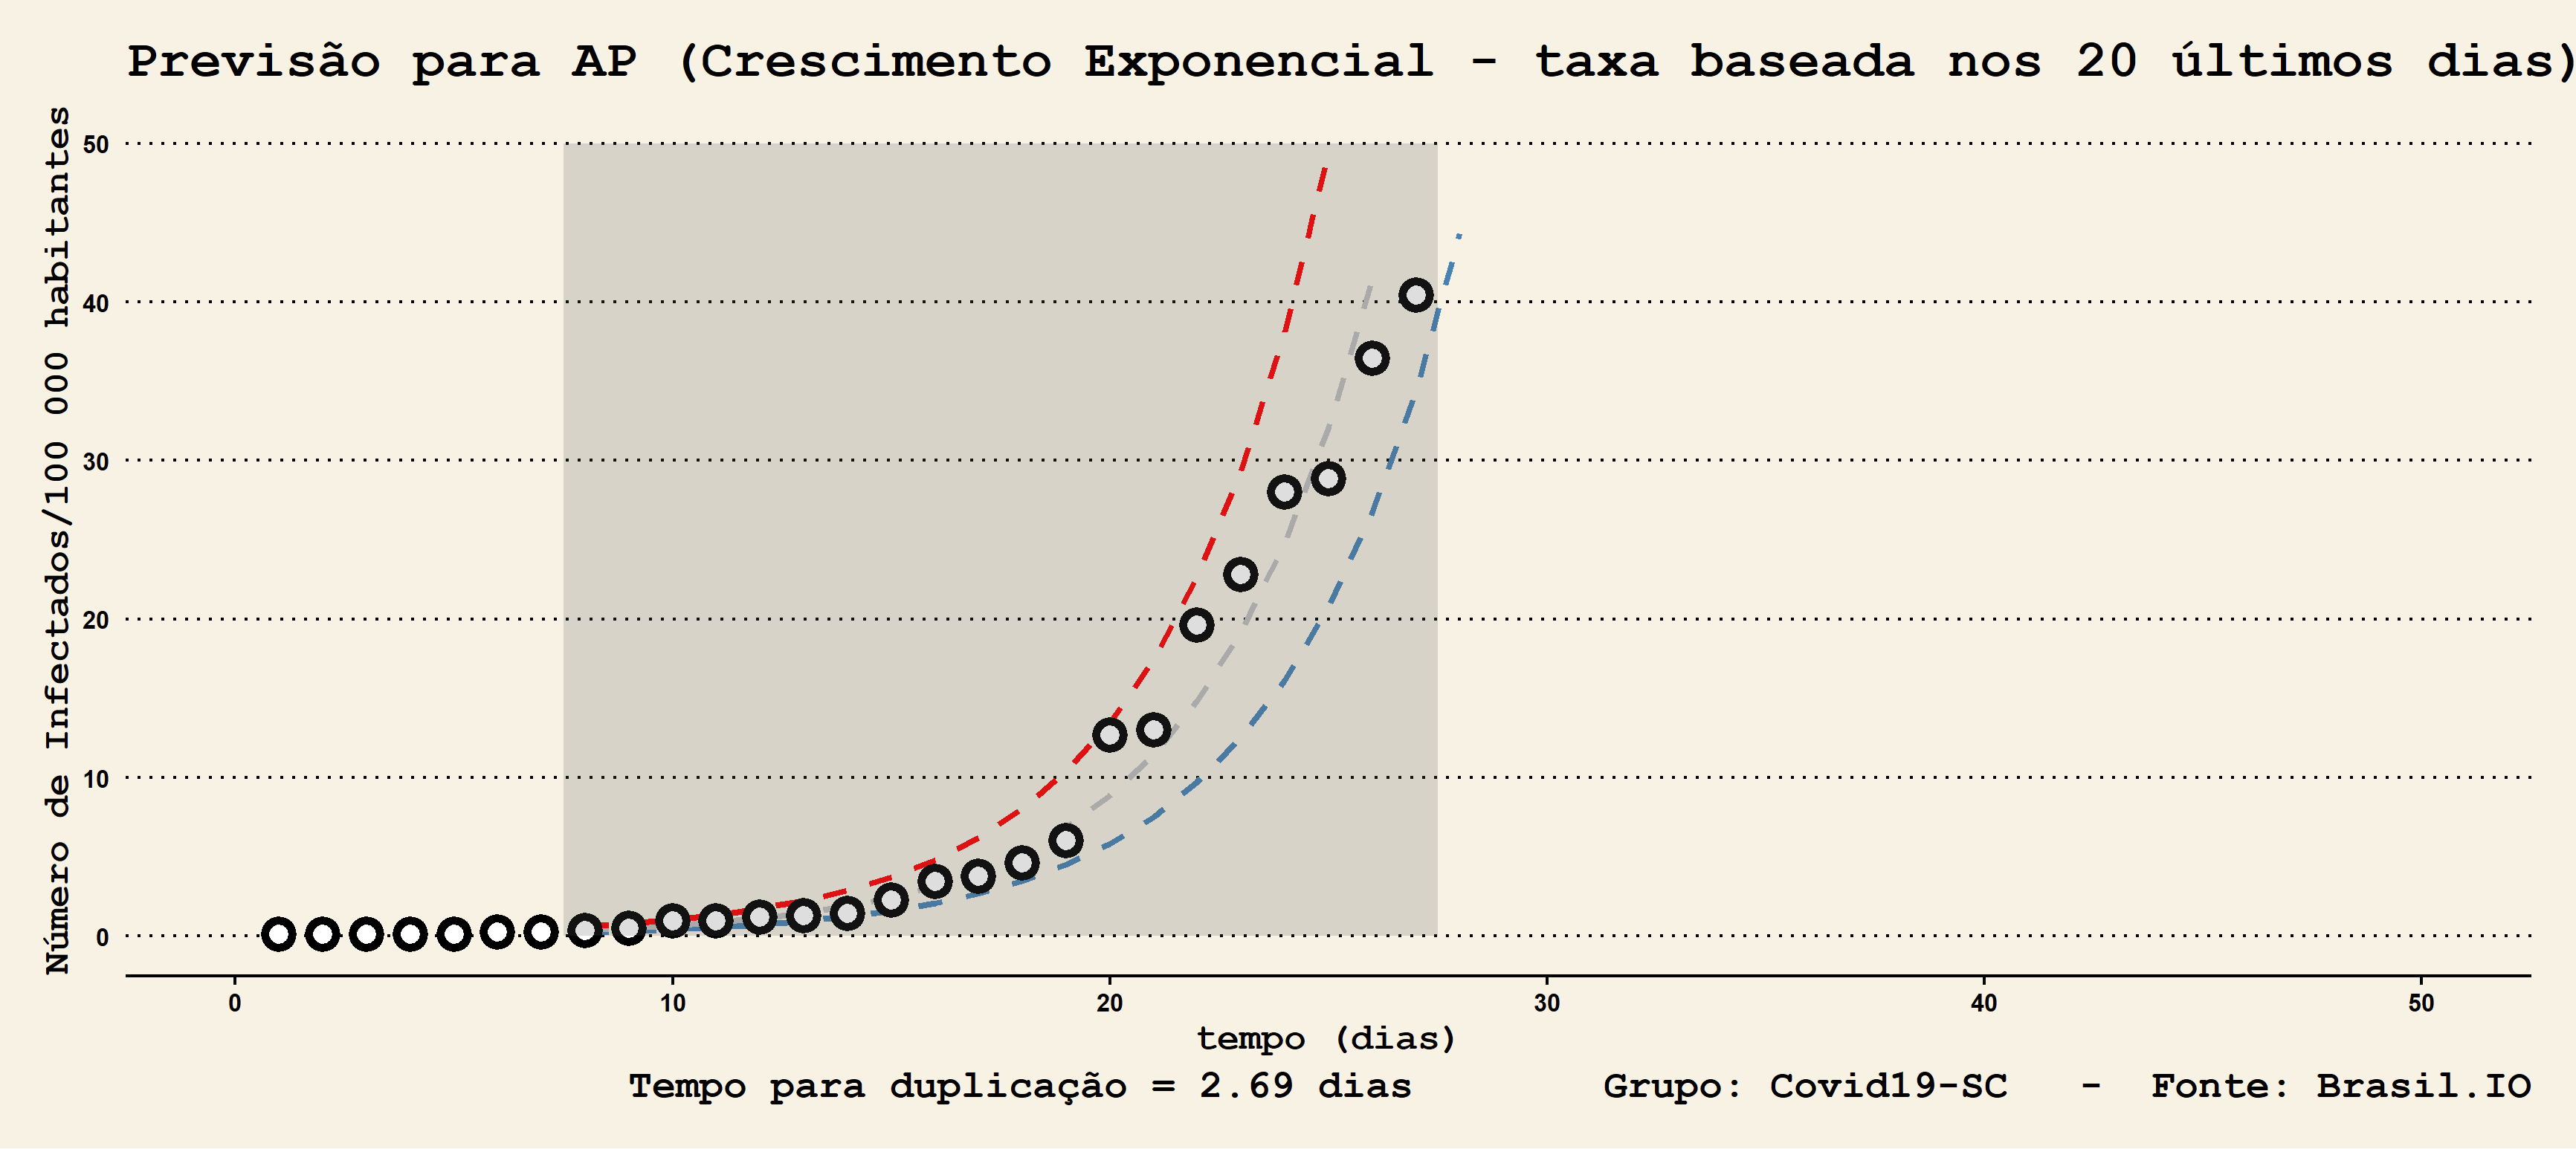 Previsão para AP (Crescimento Exponencial - taxa baseada nos 20 últimos dias)
Número de Infectados/100 000 habitantes
50
40
30
20
10
0
0 10 20 30 40 50
tempo (dias)
Tempo para duplicação = 2.69 dias Grupo: Covid19-SC - Fonte: Brasil.IO